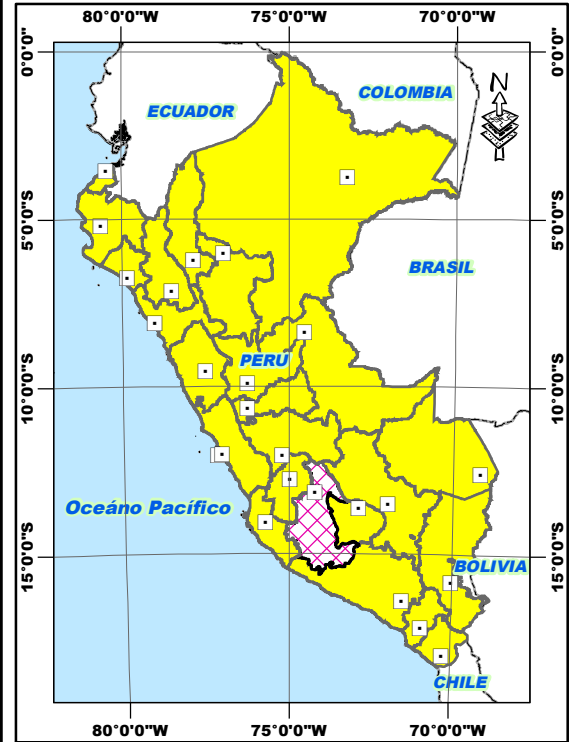 80°0'0"W 75°0'0"W 70°0'0"W
0°0'0" 0°0'0"
COLOMBIA
N
ECUADOR
5°0'0"S 5°0'0"S
BRASIL
PERU
10°0'0"S 10°0'0"S
Oceáno Pacífico
15°0'0"S 15°0'0"S
BOLIVIA
CHILE
80°0'0"W 75°0'0"W 70°0'0"W